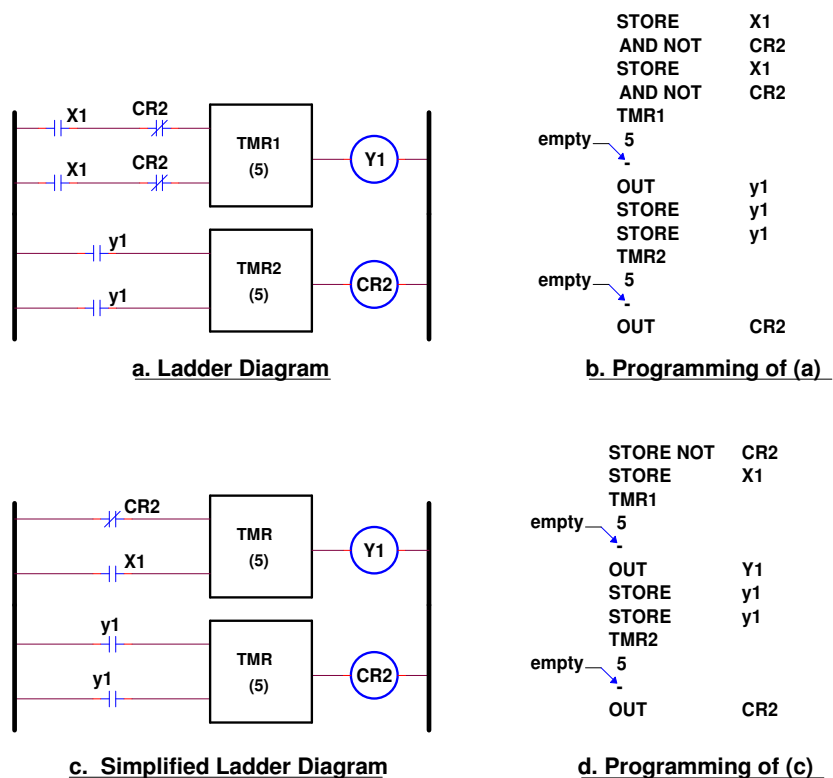 X1 CR2
TMR1
(5)
Y1
X1 CR2
y1
TMR2
(5)
CR2
y1
a. Ladder Diagram
STORE X1
AND NOT CR2
STORE X1
AND NOT CR2
TMR1
empty 5
-
OUT y1
STORE y1
STORE y1
TMR2
empty 5
-
OUT CR2
b. Programming of (a)
CR2
TMR
(5)
Y1
X1
y1
TMR
(5)
CR2
y1
c. Simplified Ladder Diagram
STORE NOT CR2
STORE X1
TMR1
empty 5
-
OUT Y1
STORE y1
STORE y1
TMR2
empty 5
-
OUT CR2
d. Programming of (c)